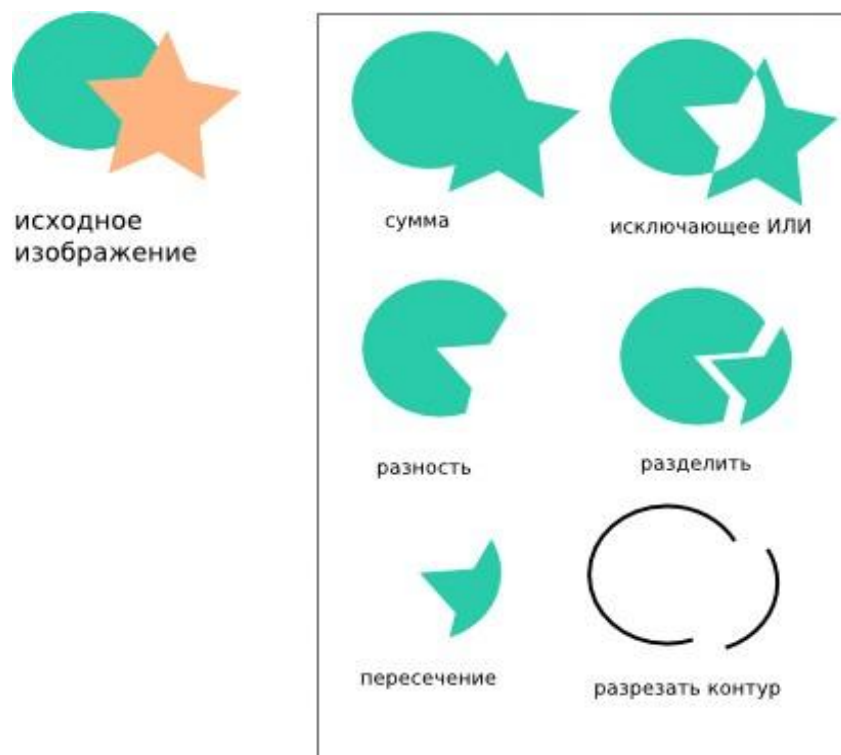 исходное
изображение
сумма
исключающее ИЛИ
разность
разделить
пересечение
разрезать контур